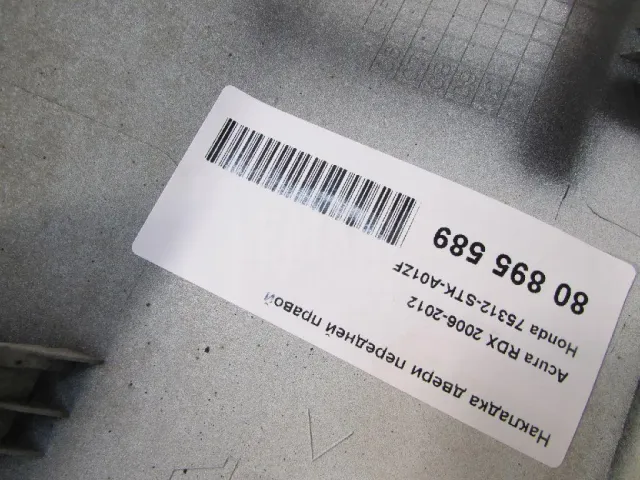 Накладка двери передней правой
Acura RDX 2006-2012
Honda 75312-STK-A01ZF
80 895 589